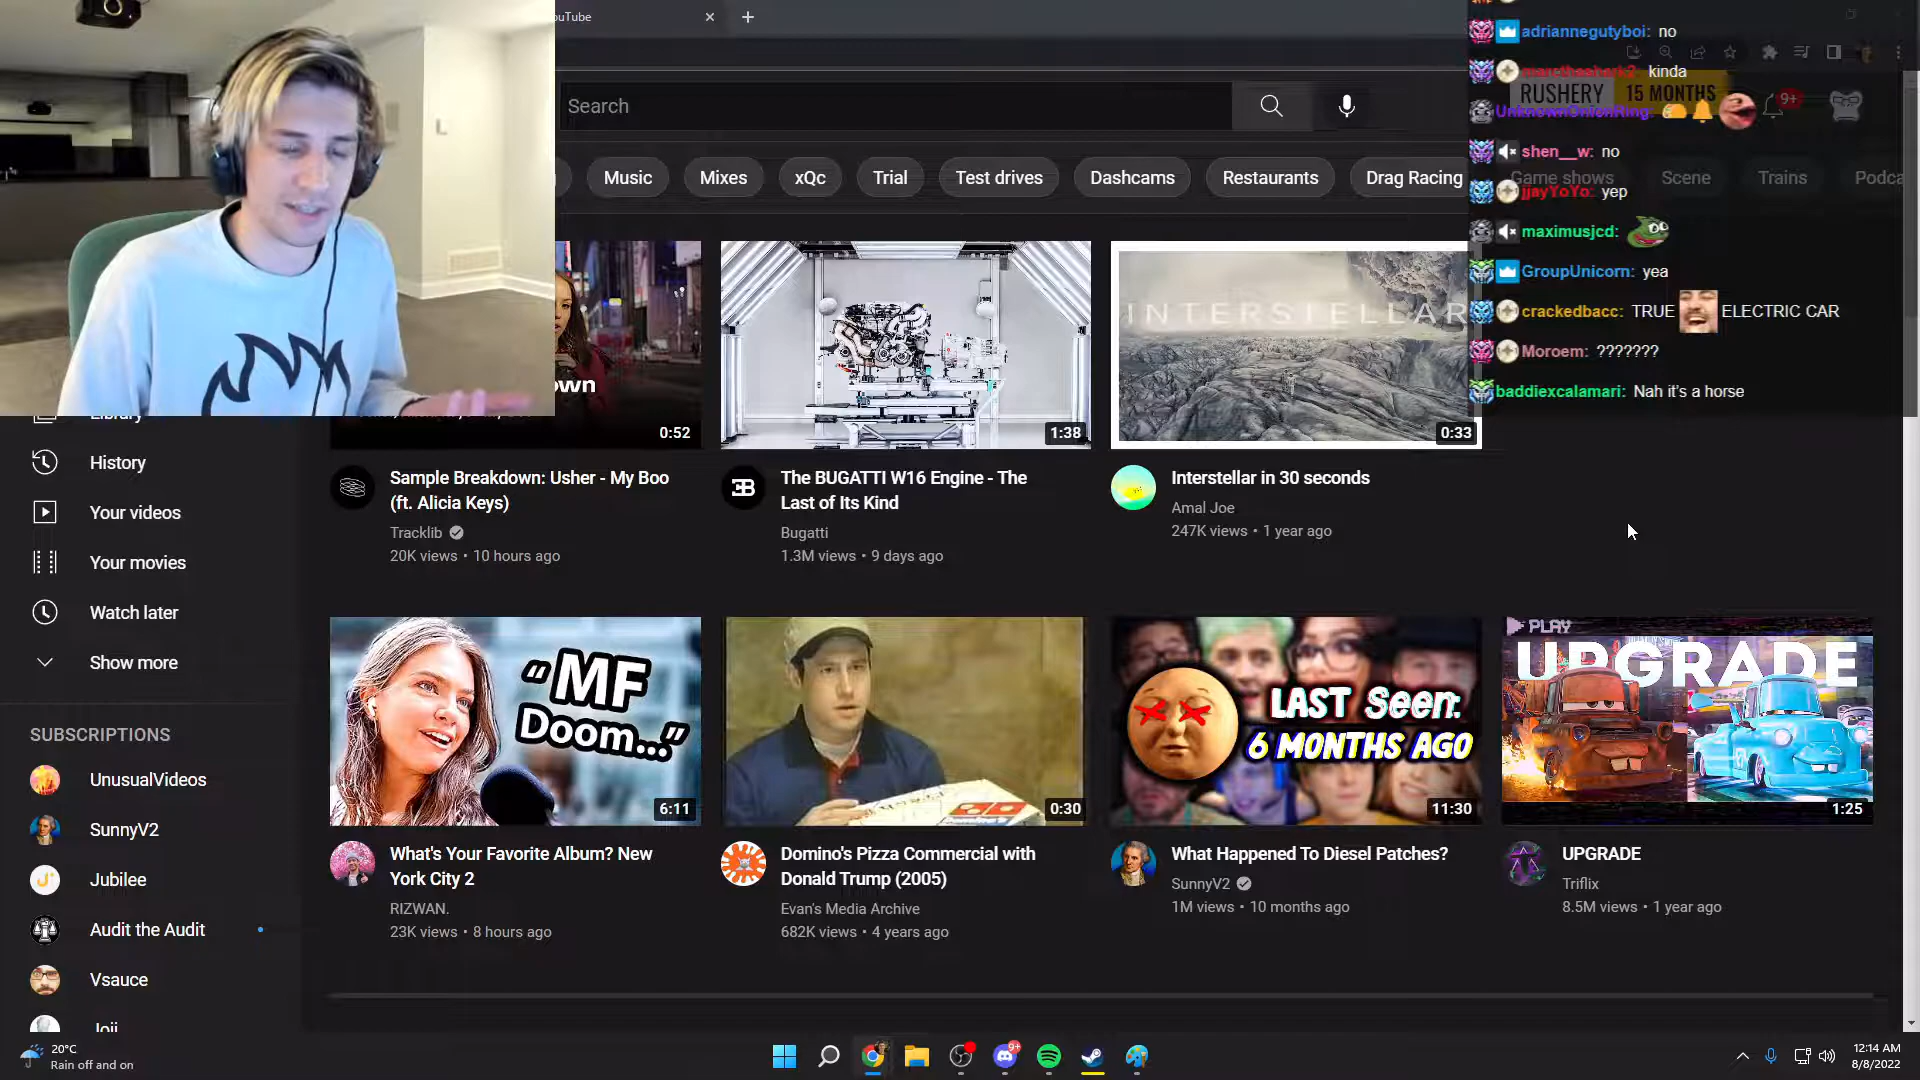 ouTube
Search
Music
Mixes
xQc
Trial
Test drives
Dashcams
Restaurants
Drag Racing
Game shows
Scene
Trains
Podca
RUSHERY
15 MONTHS
9+
adriannegutyboi: no
marcthashark2: kinda
UnknownOnionRing:
shen__w: no
jjayYoYo: yep
maximusjcd:
GroupUnicorn: yea
crackedbacc: TRUE ELECTRIC CAR
Moroem: ???????
baddiexcalamari: Nah it's a horse
own
0:52
1:38
INTERSTELLAR
0:33
Sample Breakdown: Usher - My Boo
(ft. Alicia Keys)
Tracklib
20K views • 10 hours ago
The BUGATTI W16 Engine - The
Last of Its Kind
Bugatti
1.3M views • 9 days ago
Interstellar in 30 seconds
Amal Joe
247K views • 1 year ago
Library
History
Your videos
Your movies
Watch later
Show more
SUBSCRIPTIONS
UnusualVideos
SunnyV2
Jubilee
Audit the Audit
Vsauce
Joji
"MF
Doom..."
6:11
0:30
LAST Seen:
6 MONTHS AGO
11:30
PLAY
UPGRADE
1:25
What's Your Favorite Album? New
York City 2
RIZWAN.
23K views • 8 hours ago
Domino's Pizza Commercial with
Donald Trump (2005)
Evan's Media Archive
682K views • 4 years ago
What Happened To Diesel Patches?
SunnyV2
1M views • 10 months ago
UPGRADE
Triflix
8.5M views • 1 year ago
20°C
Rain off and on
9+
12:14 AM
8/8/2022